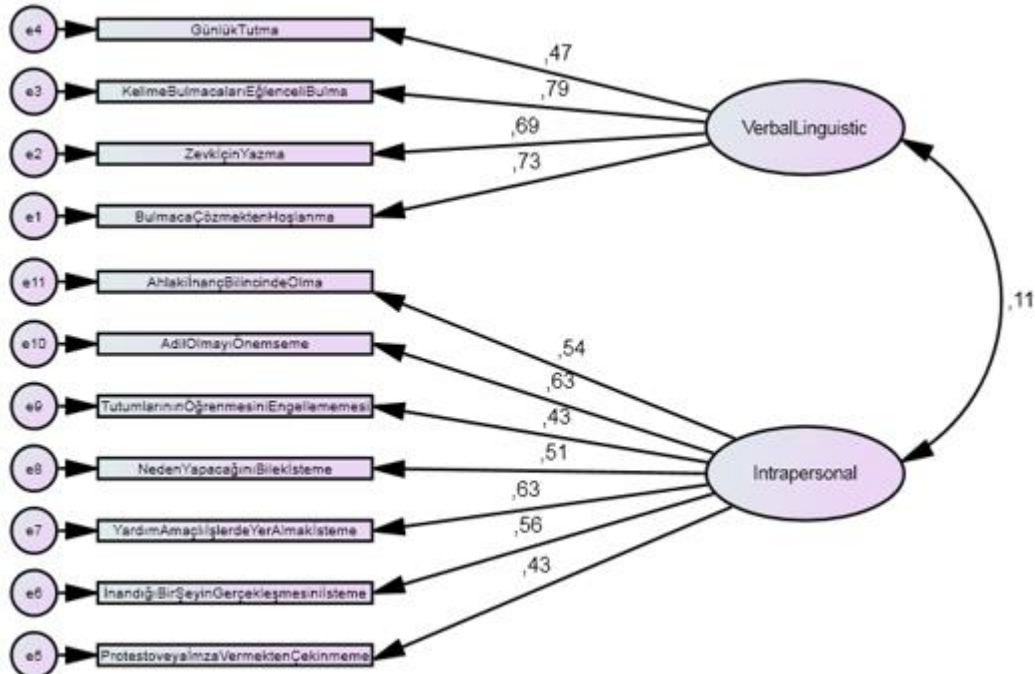 e4 GünlükTutma
,47
e3 KelimeBulmacalarıEğlenceliBulma
,79
e2 ZevkİçinYazma
,69
e1 BulmacaÇözmektenHoşlanma
,73
VerbalLinguistic
,11
e11 AhlakiİnançBilincindeOlma
,54
e10 AdilOlmayıÖnemseme
,63
e9 TutumlarınınÖğrenmesiniEngellememesi
,43
e8 NedenYapacağınıBilekİsteme
,51
e7 YardımAmaçlıİşlerdeYerAlmakİsteme
,63
e6 İnandığıBirŞeyinGerçekleşmesiniİsteme
,56
e5 ProtestoveyaİmzaVermektenÇekinmeme
,43
Intrapersonal